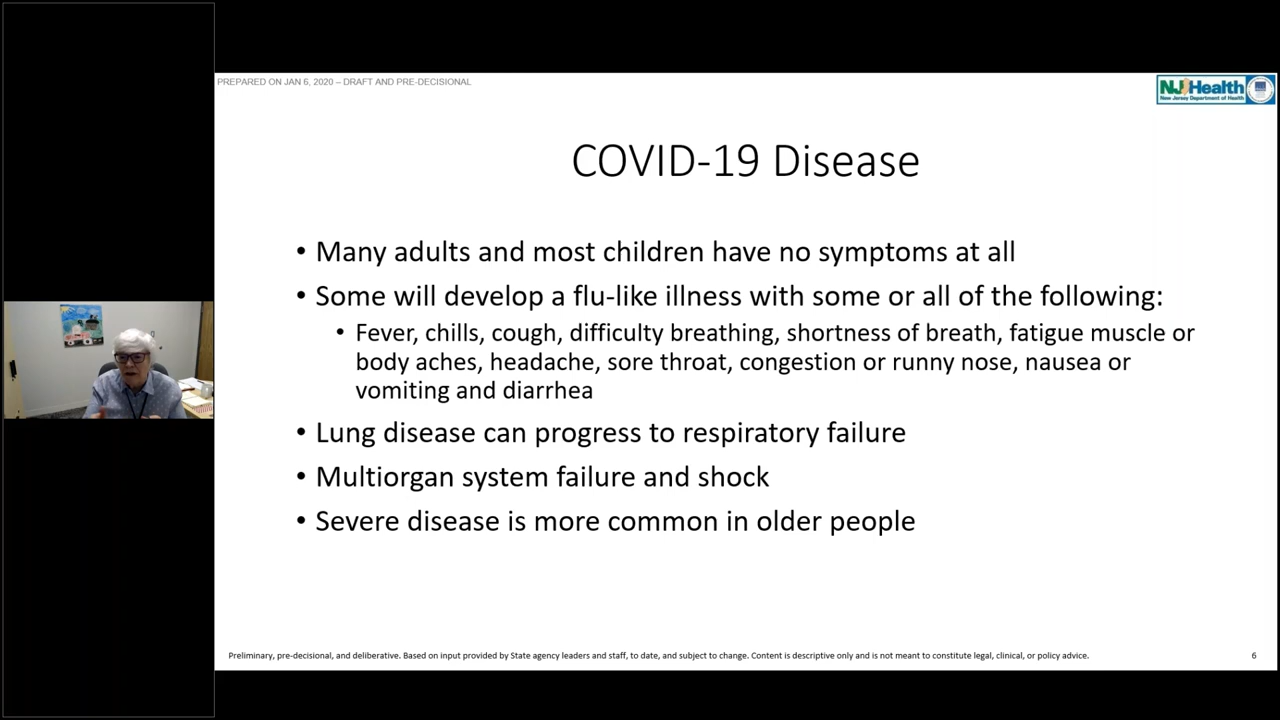 PREPARED ON JAN 6, 2020 – DRAFT AND PRE-DECISIONAL
NJ Health
New Jersey Department of Health
COVID-19 Disease
• Many adults and most children have no symptoms at all
• Some will develop a flu-like illness with some or all of the following:
• Fever, chills, cough, difficulty breathing, shortness of breath, fatigue muscle or
body aches, headache, sore throat, congestion or runny nose, nausea or
vomiting and diarrhea
• Lung disease can progress to respiratory failure
• Multiorgan system failure and shock
• Severe disease is more common in older people
Preliminary, pre-decisional, and deliberative. Based on input provided by State agency leaders and staff, to date, and subject to change. Content is descriptive only and is not meant to constitute legal, clinical, or policy advice.
6